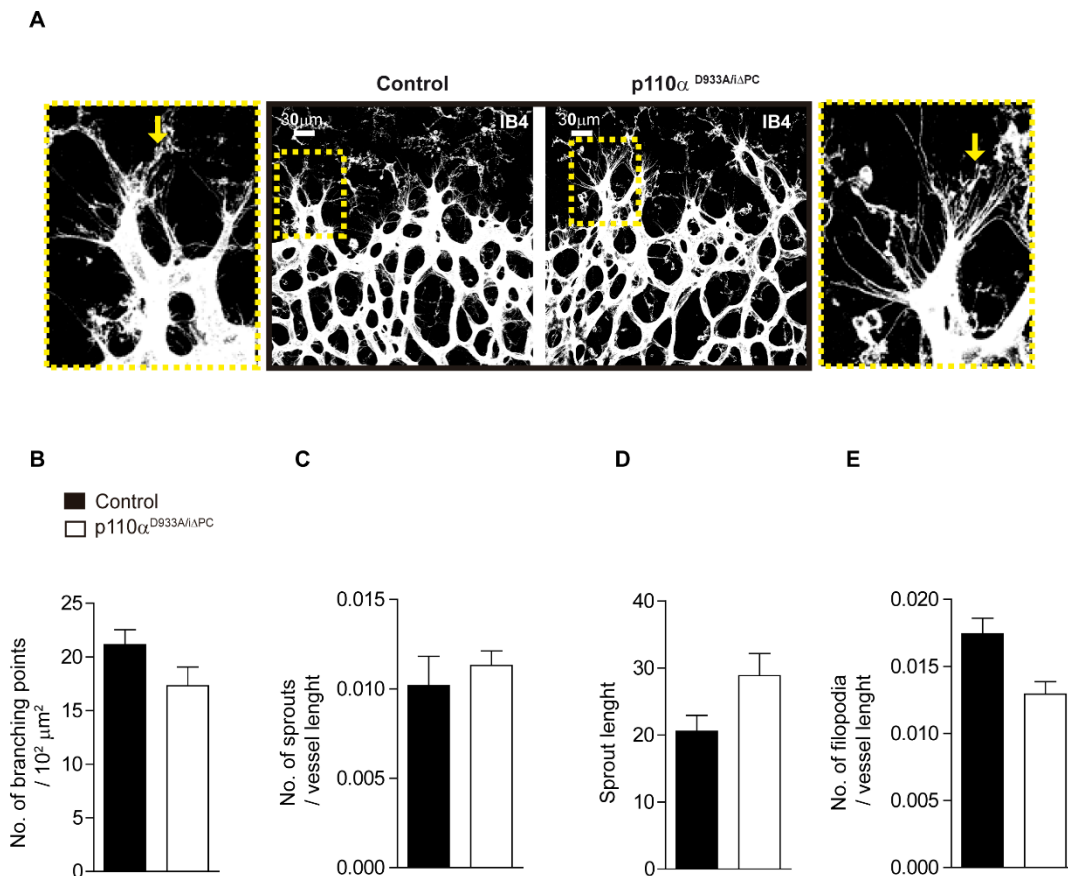 A
Control
p110α D933A/iΔPC
30μm
IB4
30μm
IB4
B
C
D
E
Control
p110α D933A/iΔPC
No. of branching points
/ 10² μm²
25
20
15
10
5
0
No. of sprouts
/ vessel lenght
0.015
0.010
0.005
0.000
Sprout lenght
40
30
20
10
0
No. of filopodia
/ vessel lenght
0.020
0.015
0.010
0.005
0.000